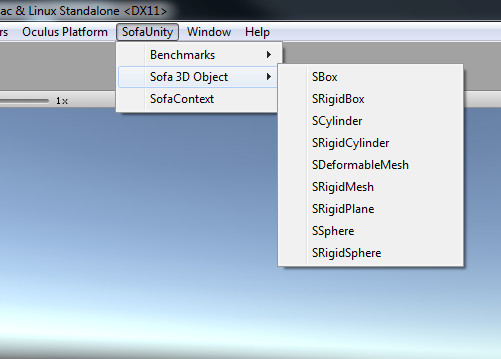 ac & Linux Standalone <DX11>
rs Oculus Platform SofaUnity Window Help
Benchmarks
Sofa 3D Object
SofaContext
1x
SBox
SRigidBox
SCylinder
SRigidCylinder
SDeformableMesh
SRigidMesh
SRigidPlane
SSphere
SRigidSphere